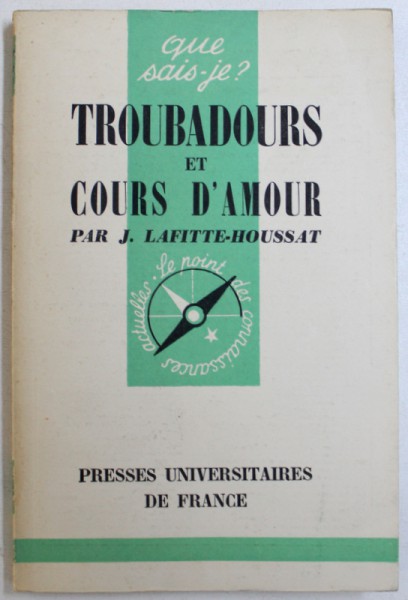 que
sais-je?
TROUBADOURS
ET
COURS D'AMOUR
PAR J. LAFITTE-HOUSSAT
le point des connaissances actuelles.
PRESSES UNIVERSITAIRES
DE FRANCE